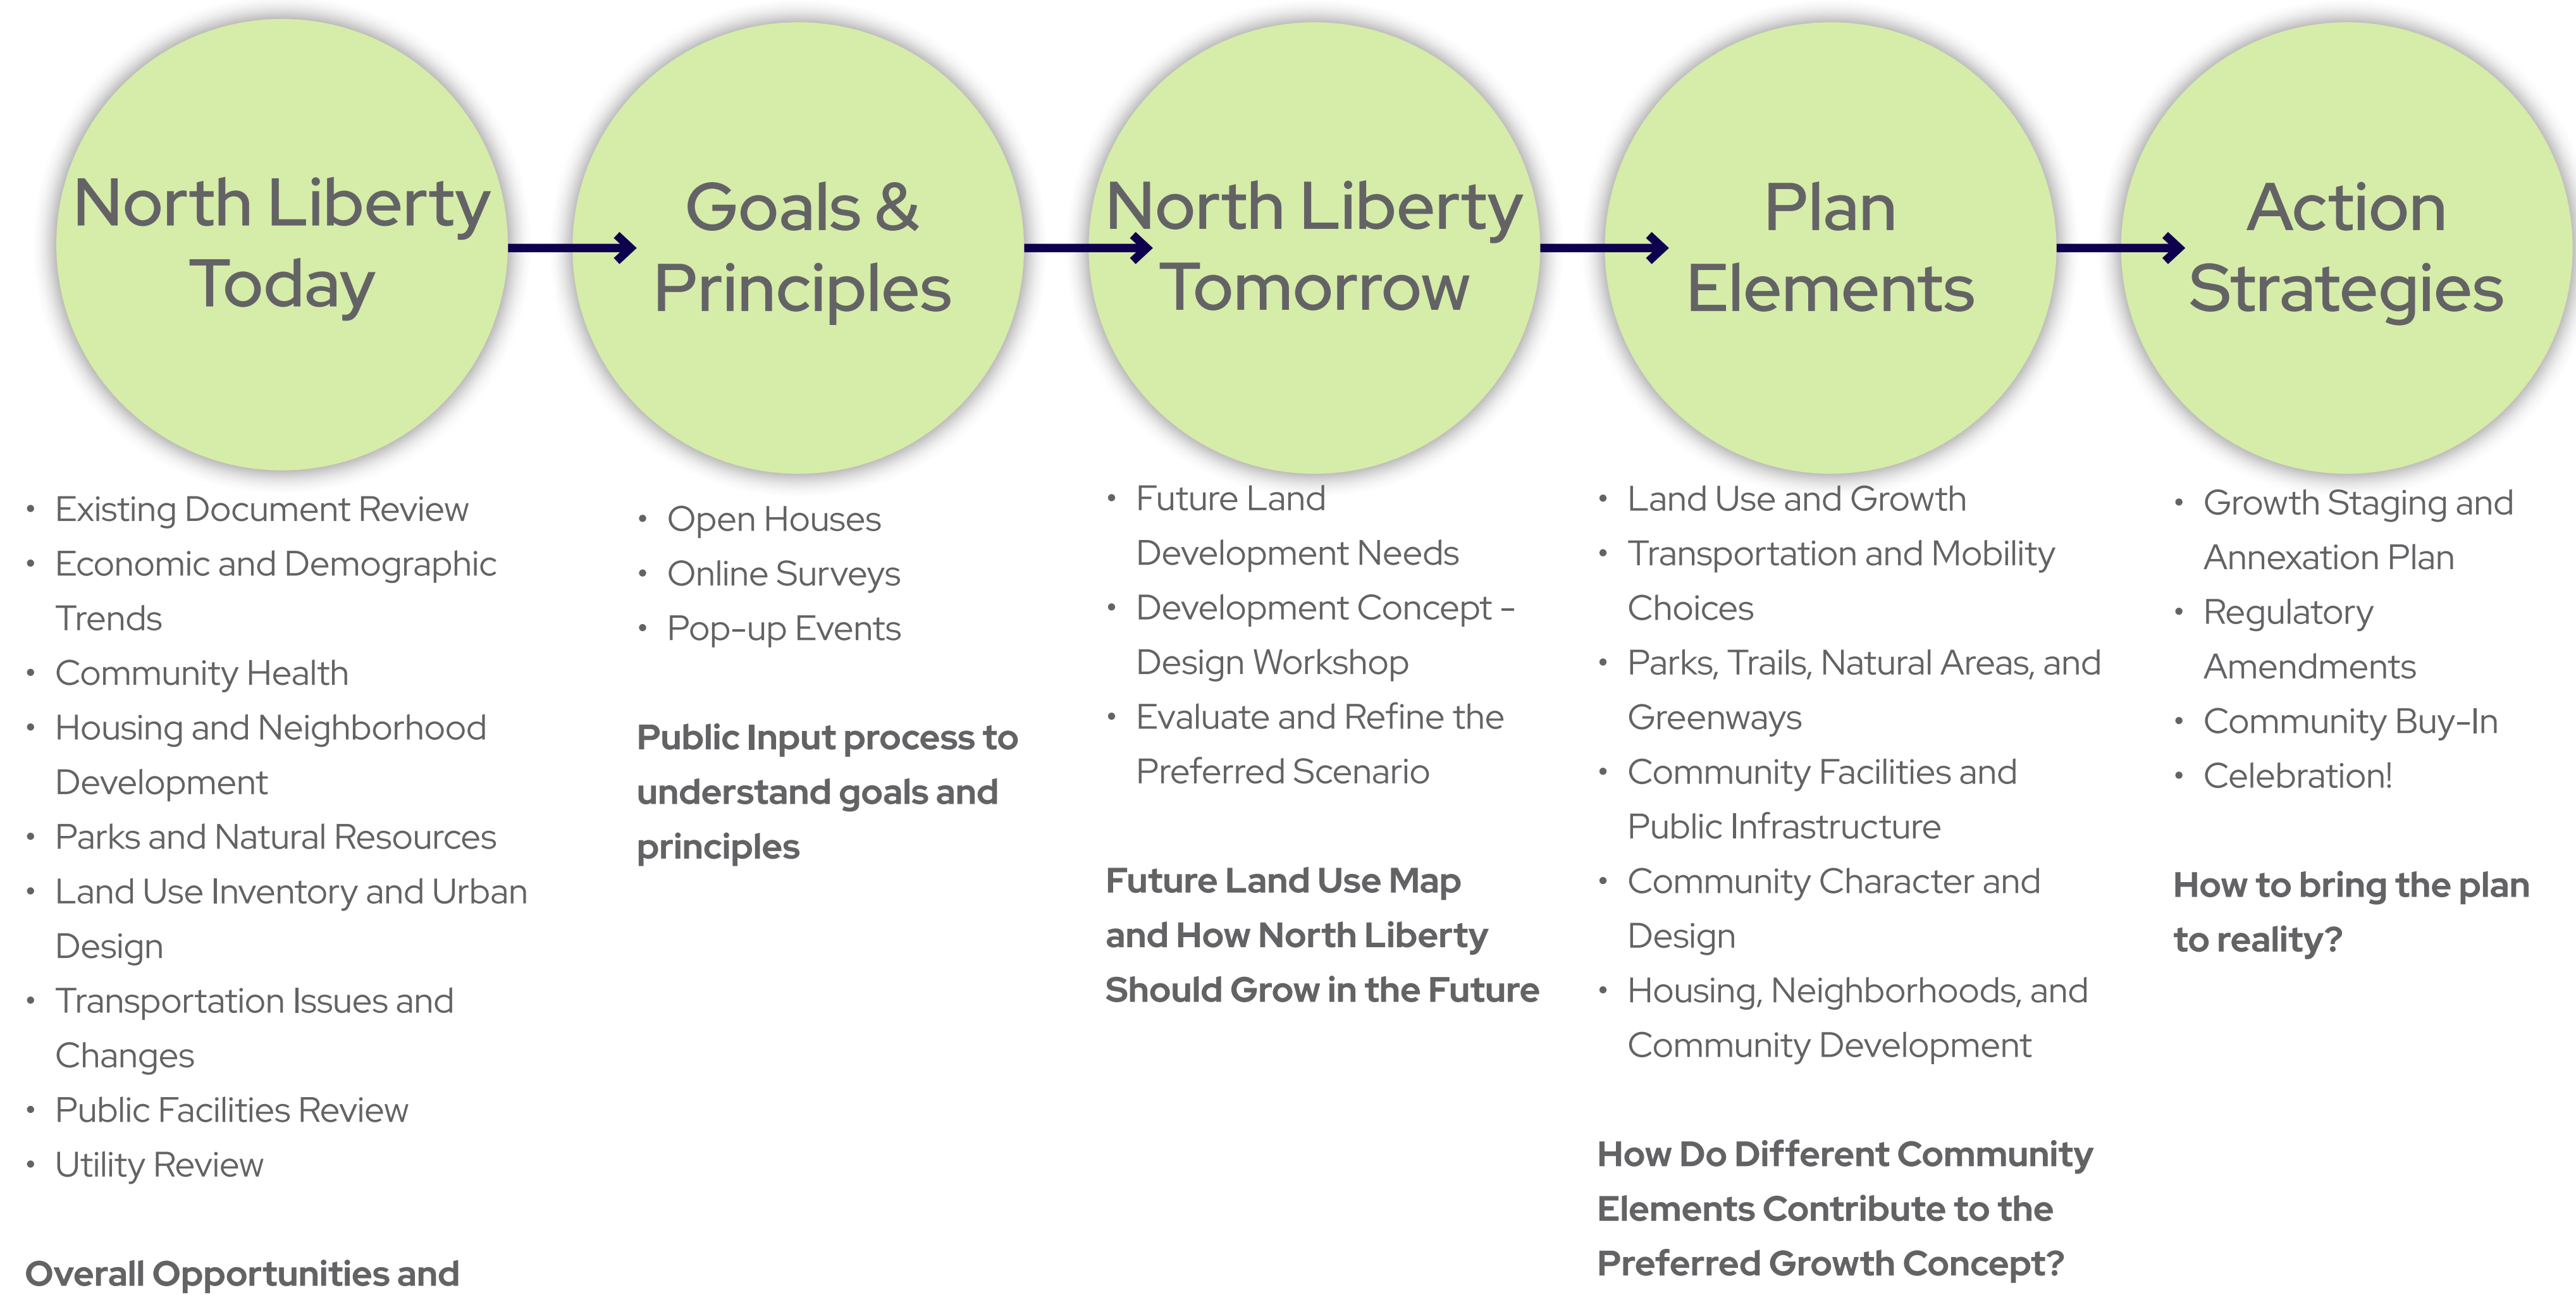 North Liberty
Today
Goals &
Principles
North Liberty
Tomorrow
Plan
Elements
Action
Strategies
• Existing Document Review
• Economic and Demographic
Trends
• Community Health
• Housing and Neighborhood
Development
• Parks and Natural Resources
• Land Use Inventory and Urban
Design
• Transportation Issues and
Changes
• Public Facilities Review
• Utility Review
Overall Opportunities and
• Open Houses
• Online Surveys
• Pop-up Events
Public Input process to
understand goals and
principles
• Future Land
Development Needs
• Development Concept -
Design Workshop
• Evaluate and Refine the
Preferred Scenario
Future Land Use Map
and How North Liberty
Should Grow in the Future
• Land Use and Growth
• Transportation and Mobility
Choices
• Parks, Trails, Natural Areas, and
Greenways
• Community Facilities and
Public Infrastructure
• Community Character and
Design
• Housing, Neighborhoods, and
Community Development
How Do Different Community
Elements Contribute to the
Preferred Growth Concept?
• Growth Staging and
Annexation Plan
• Regulatory
Amendments
• Community Buy-In
• Celebration!
How to bring the plan
to reality?